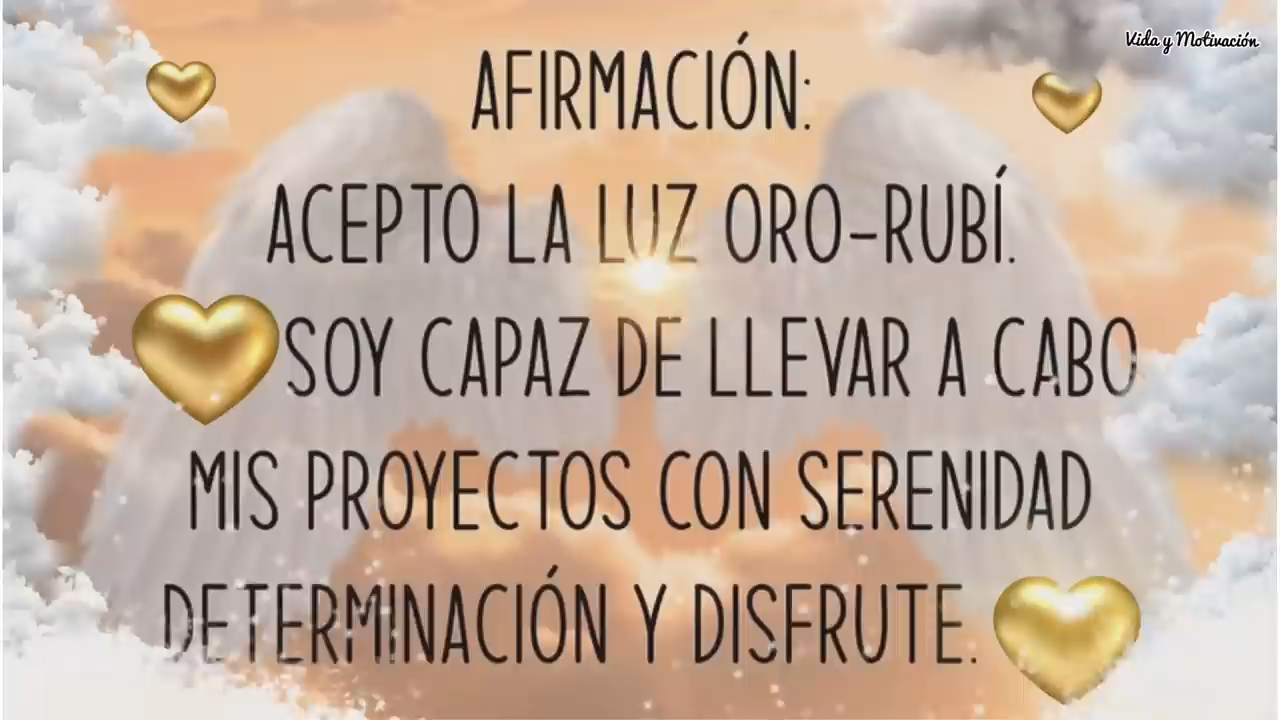 Vida y Motivación
AFIRMACIÓN:
ACEPTO LA LUZ ORO-RUBÍ.
SOY CAPAZ DE LLEVAR A CABO
MIS PROYECTOS CON SERENIDAD
DETERMINACIÓN Y DISFRUTE.